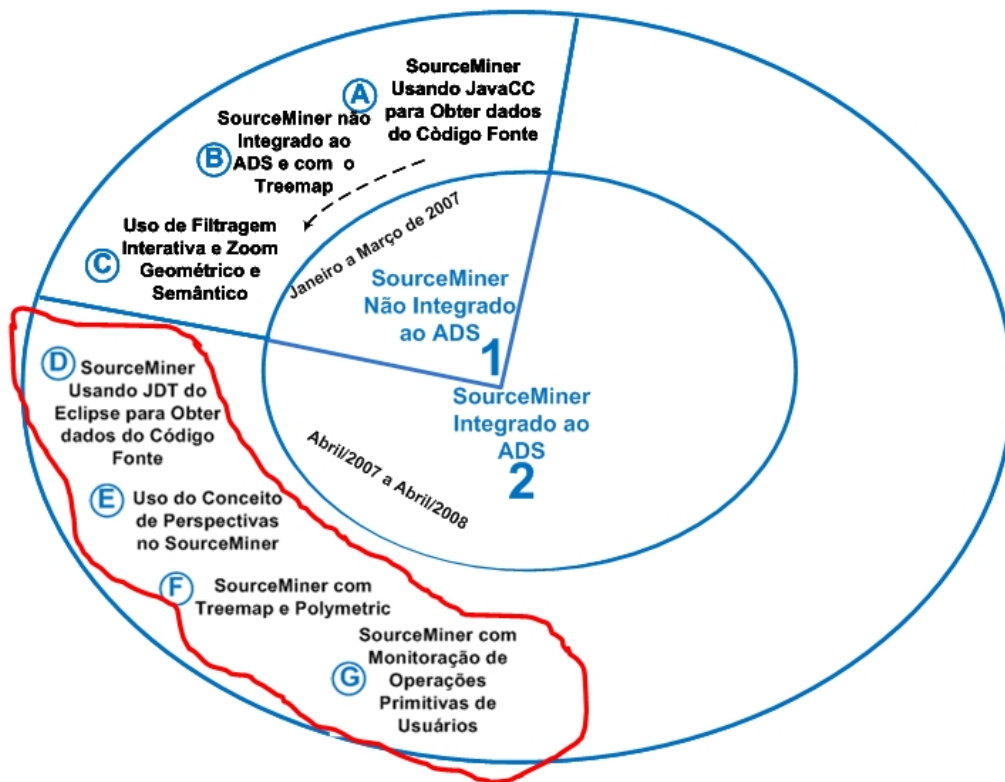 A
SourceMiner
Usando JavaCC
para Obter dados
do Còdigo Fonte
B
SourceMiner não
Integrado ao
ADS e com o
Treemap
C
Uso de Filtragem
Interativa e Zoom
Geométrico e
Semântico
Janeiro a Março de 2007
SourceMiner
Não Integrado
ao ADS
1
SourceMiner
Integrado ao
ADS
2
Abril/2007 a Abril/2008
D
SourceMiner
Usando JDT do
Eclipse para Obter
dados do Código
Fonte
E
Uso do Conceito
de Perspectivas
no SourceMiner
F
SourceMiner com
Treemap e Polymetric
G
SourceMiner com
Monitoração de
Operações
Primitivas de
Usuários